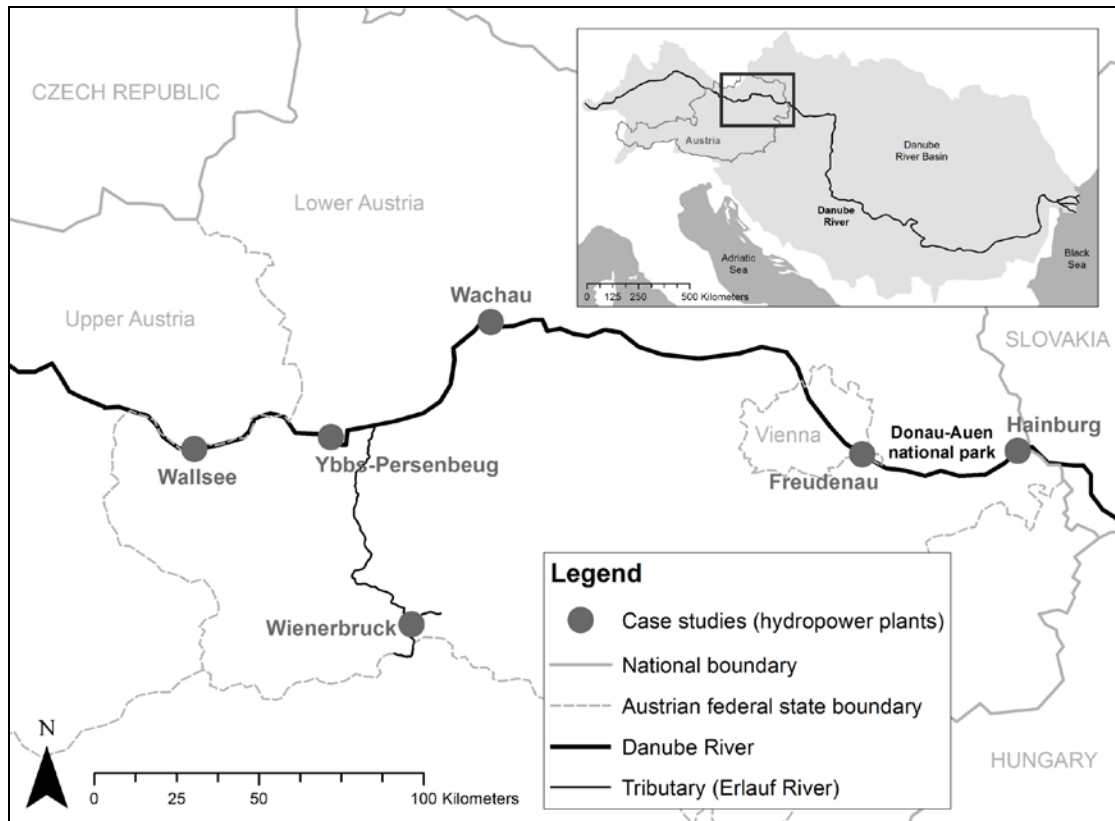 CZECH REPUBLIC
Lower Austria
Upper Austria
Wachau
Wallsee
Ybbs-Persenbeug
Wienerbruck
Vienna
Freudenau
Donau-Auen
national park
Hainburg
SLOVAKIA
HUNGARY
Austria
Danube
River Basin
Danube
River
Adriatic
Sea
Black
Sea
0 125 250 500 Kilometers
Legend
Case studies (hydropower plants)
National boundary
Austrian federal state boundary
Danube River
Tributary (Erlauf River)
N
0 25 50 100 Kilometers